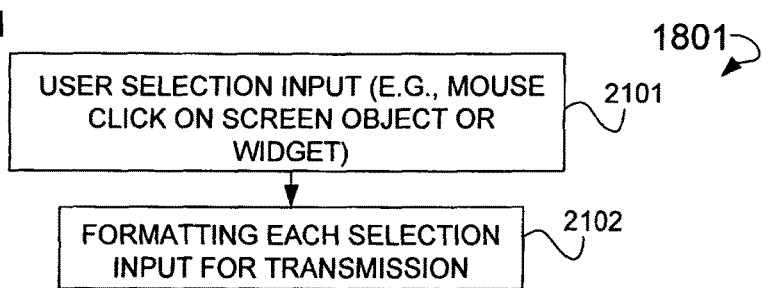 1801
USER SELECTION INPUT (E.G., MOUSE
CLICK ON SCREEN OBJECT OR
WIDGET)
2101
FORMATTING EACH SELECTION
INPUT FOR TRANSMISSION
2102